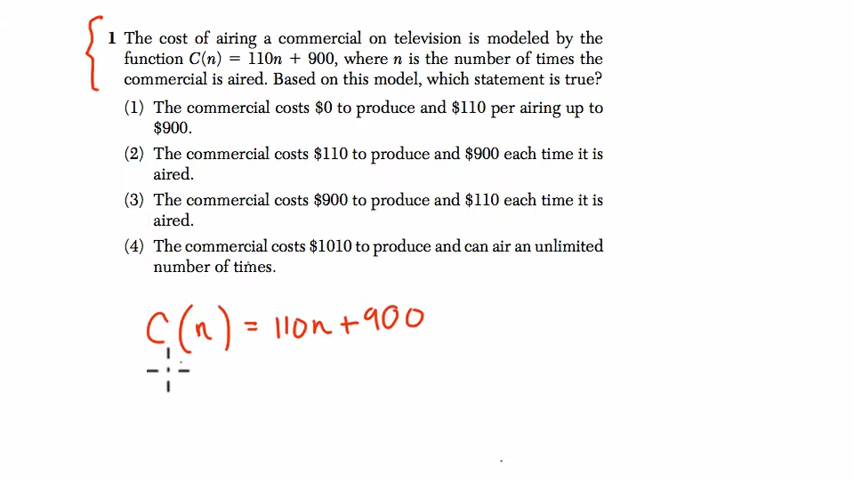 1 The cost of airing a commercial on television is modeled by the
function C(n) = 110n + 900, where n is the number of times the
commercial is aired. Based on this model, which statement is true?
(1) The commercial costs $0 to produce and $110 per airing up to
$900.
(2) The commercial costs $110 to produce and $900 each time it is
aired.
(3) The commercial costs $900 to produce and $110 each time it is
aired.
(4) The commercial costs $1010 to produce and can air an unlimited
number of times.
C(n) = 110n + 900